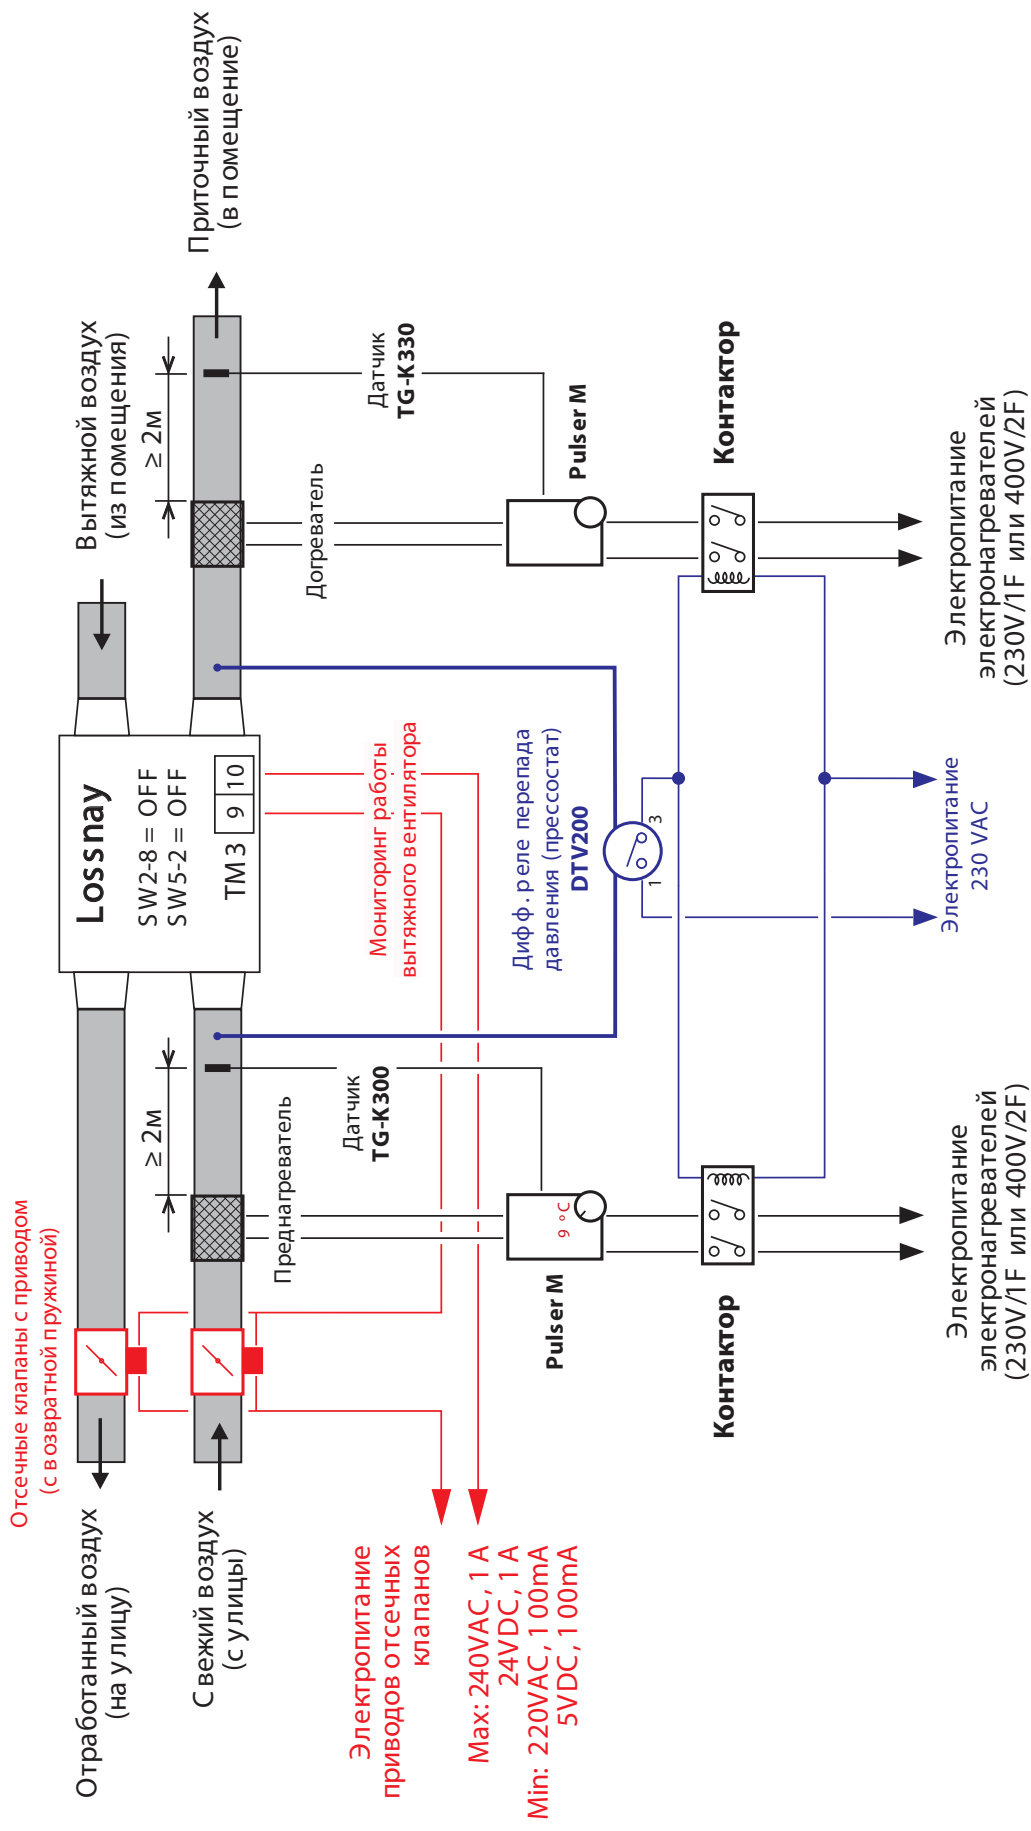 Отсечные клапаны с приводом
(с возвратной пружиной)
Отработанный воздух
(на улицу)
Свежий воздух
(с улицы)
Вытяжной воздух
(из помещения)
Приточный воздух
(в помещение)
Lossnay
SW2-8 = OFF
SW5-2 = OFF
TM3
9
10
≥ 2м
≥ 2м
Преднагреватель
Догреватель
Датчик
TG-K300
Датчик
TG-K330
Мониторинг работы
вытяжного вентилятора
Электропитание
приводов отсечных
клапанов
Max: 240VAC, 1 A
24VDC, 1 A
Min: 220VAC, 100mA
5VDC, 100mA
Дифф. реле перепада
давления (прессостат)
DTV200
1
3
Pulser M
9 °C
Pulser M
Контактор
Контактор
Электропитание
электронагревателей
(230V/1F или 400V/2F)
Электропитание
230 VAC
Электропитание
электронагревателей
(230V/1F или 400V/2F)